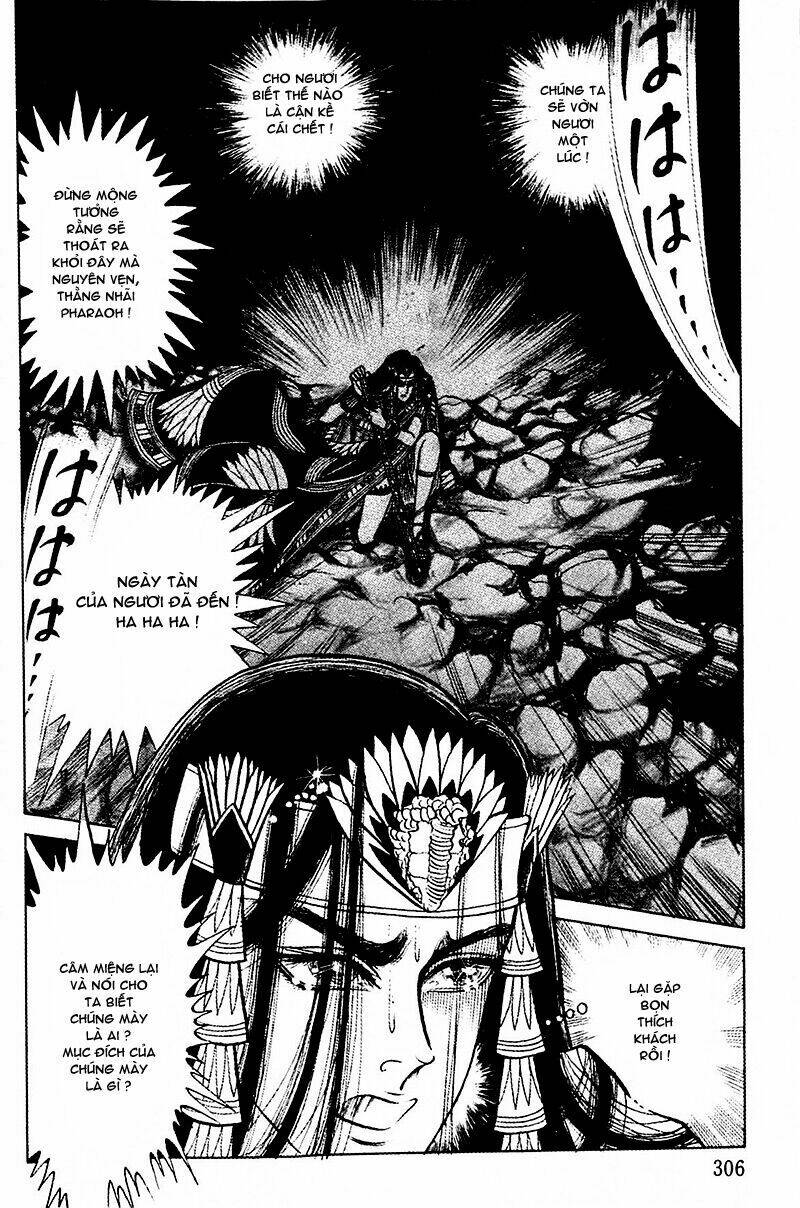 はははは…!
CHÚNG TA
SẼ VỜN
NGƯƠI
MỘT
LÚC !
CHO NGƯƠI
BIẾT THẾ NÀO
LÀ CẬN KỀ
CÁI CHẾT !
ĐỪNG MỘNG
TƯỞNG
RẰNG SẼ
THOÁT RA
KHỎI ĐÂY MÀ
NGUYÊN VẸN,
THẰNG NHÃI
PHARAOH !
ははは…
NGÀY TÀN
CỦA NGƯƠI ĐÃ ĐẾN !
HA HA HA !
CÂM MIỆNG LẠI
VÀ NÓI CHO
TA BIẾT
CHÚNG MÀY
LÀ AI ?
MỤC ĐÍCH CỦA
CHÚNG MÀY
LÀ GÌ ?
LẠI GẶP
BỌN
THÍCH
KHÁCH
RỒI !
306